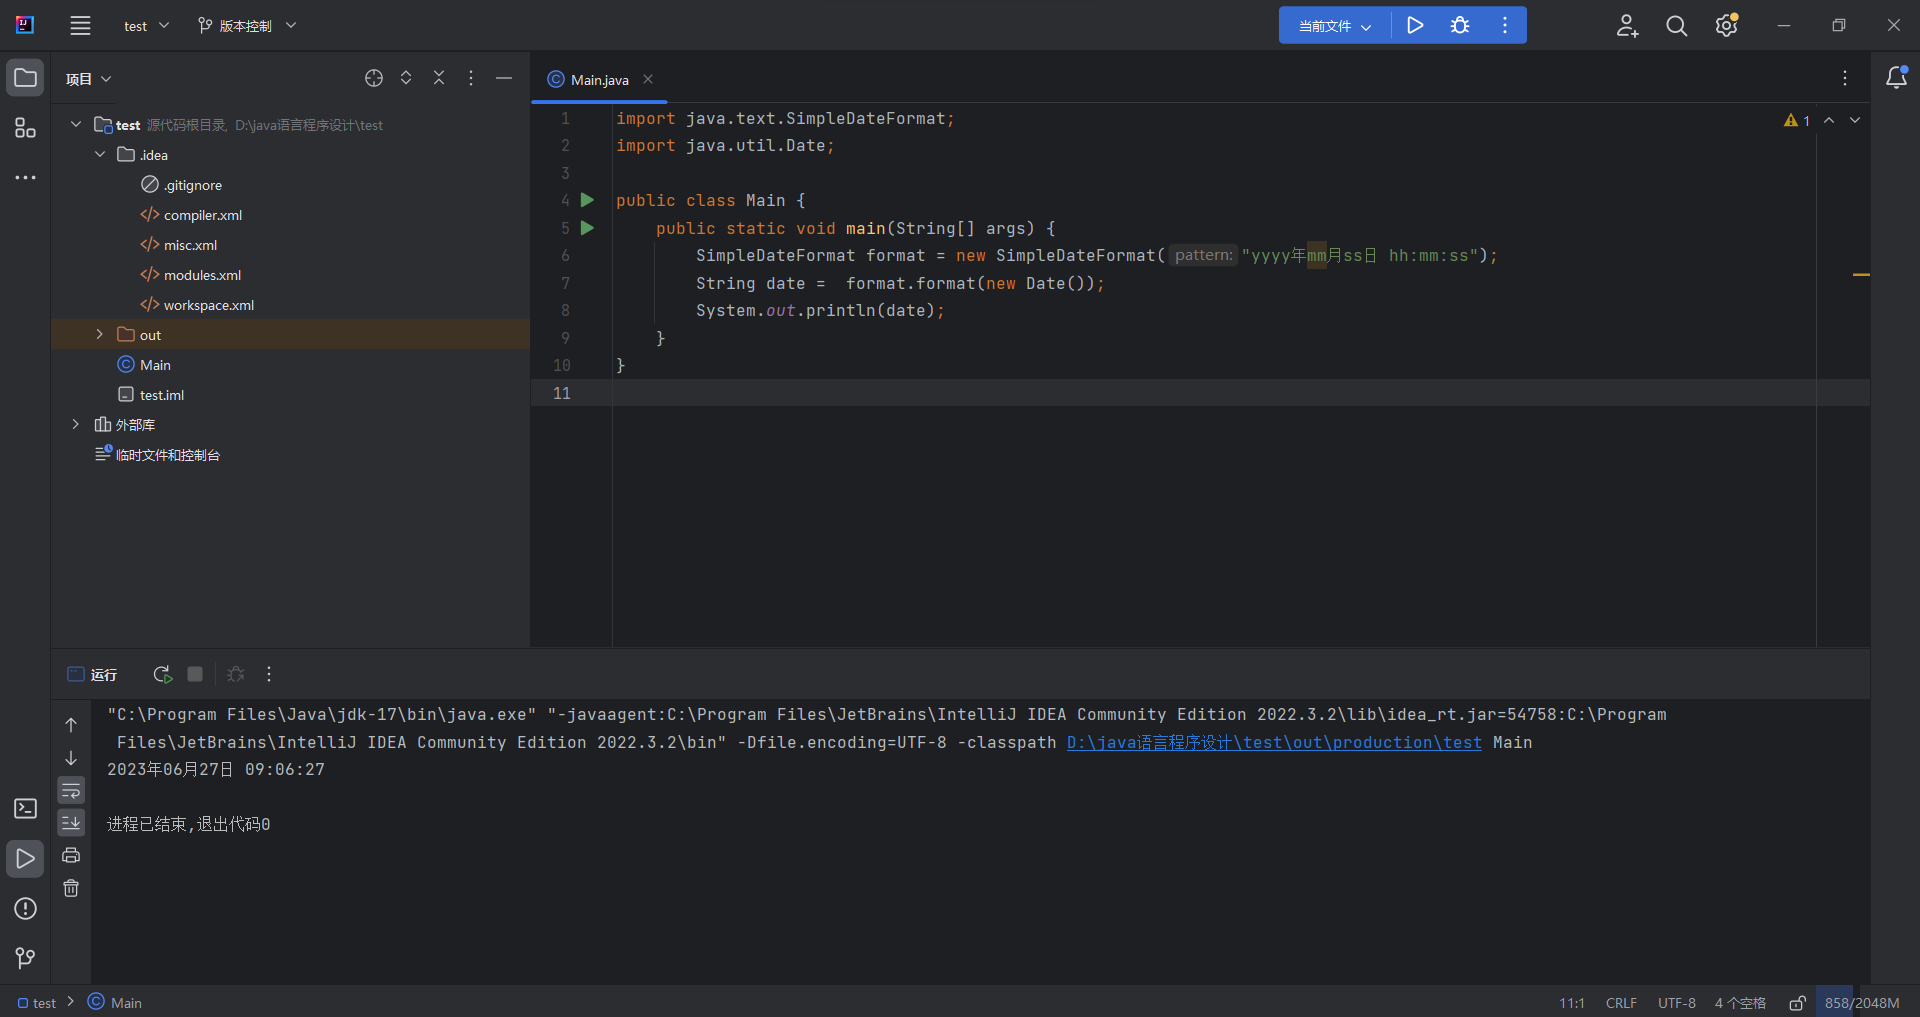 test 版本控制 当前文件
项目
test 源代码根目录, D:\java语言程序设计\test
.idea
.gitignore
compiler.xml
misc.xml
modules.xml
workspace.xml
out
Main
test.iml
外部库
临时文件和控制台
Main.java
1 import java.text.SimpleDateFormat;
2 import java.util.Date;
3
4 public class Main {
5 public static void main(String[] args) {
6 SimpleDateFormat format = new SimpleDateFormat( pattern: "yyyy年mm月ss日 hh:mm:ss");
7 String date =  format.format(new Date());
8 System.out.println(date);
9 }
10 }
11
1
运行
"C:\Program Files\Java\jdk-17\bin\java.exe" "-javaagent:C:\Program Files\JetBrains\IntelliJ IDEA Community Edition 2022.3.2\lib\idea_rt.jar=54758:C:\Program
Files\JetBrains\IntelliJ IDEA Community Edition 2022.3.2\bin" -Dfile.encoding=UTF-8 -classpath D:\java语言程序设计\test\out\production\test Main
2023年06月27日 09:06:27
进程已结束,退出代码0
test Main 11:1 CRLF UTF-8 4 个空格 858/2048M